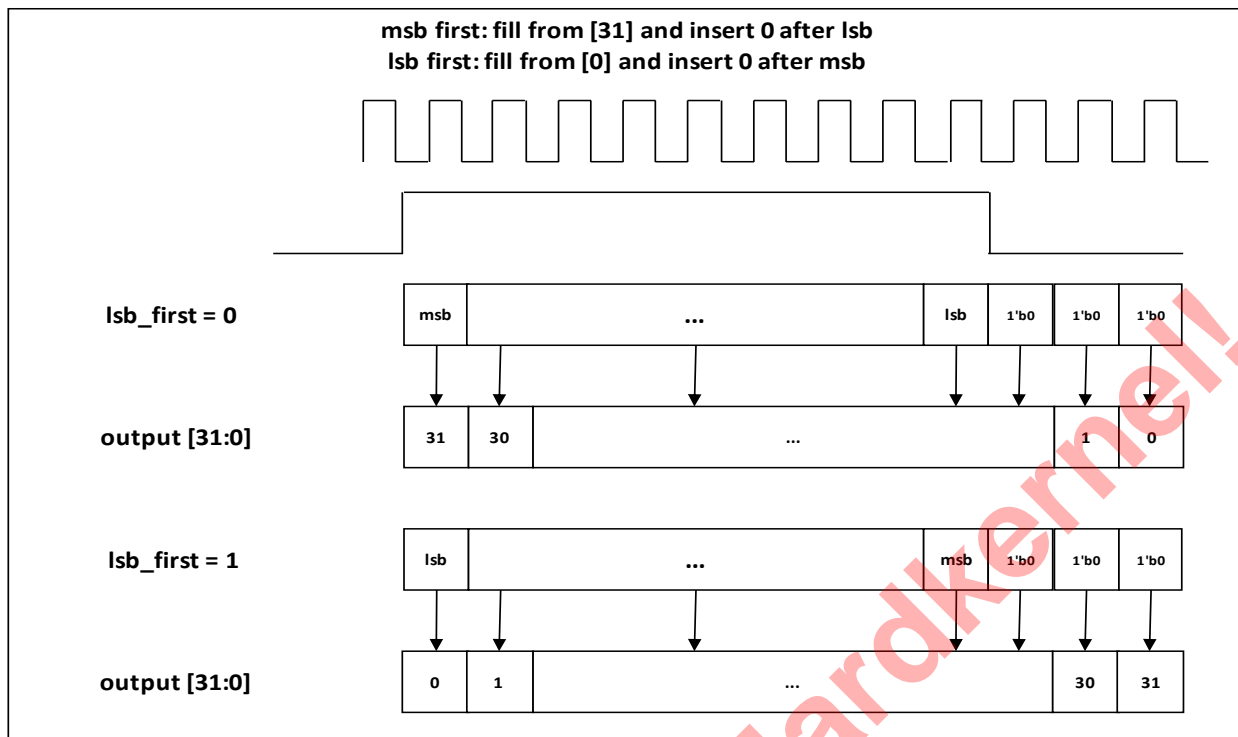 msb first: fill from [31] and insert 0 after lsb
lsb first: fill from [0] and insert 0 after msb
lsb_first = 0
msb ... lsb 1'b0 1'b0 1'b0
output [31:0]
31 30 ... 1 0
lsb_first = 1
lsb ... msb 1'b0 1'b0 1'b0
output [31:0]
0 1 ... 30 31